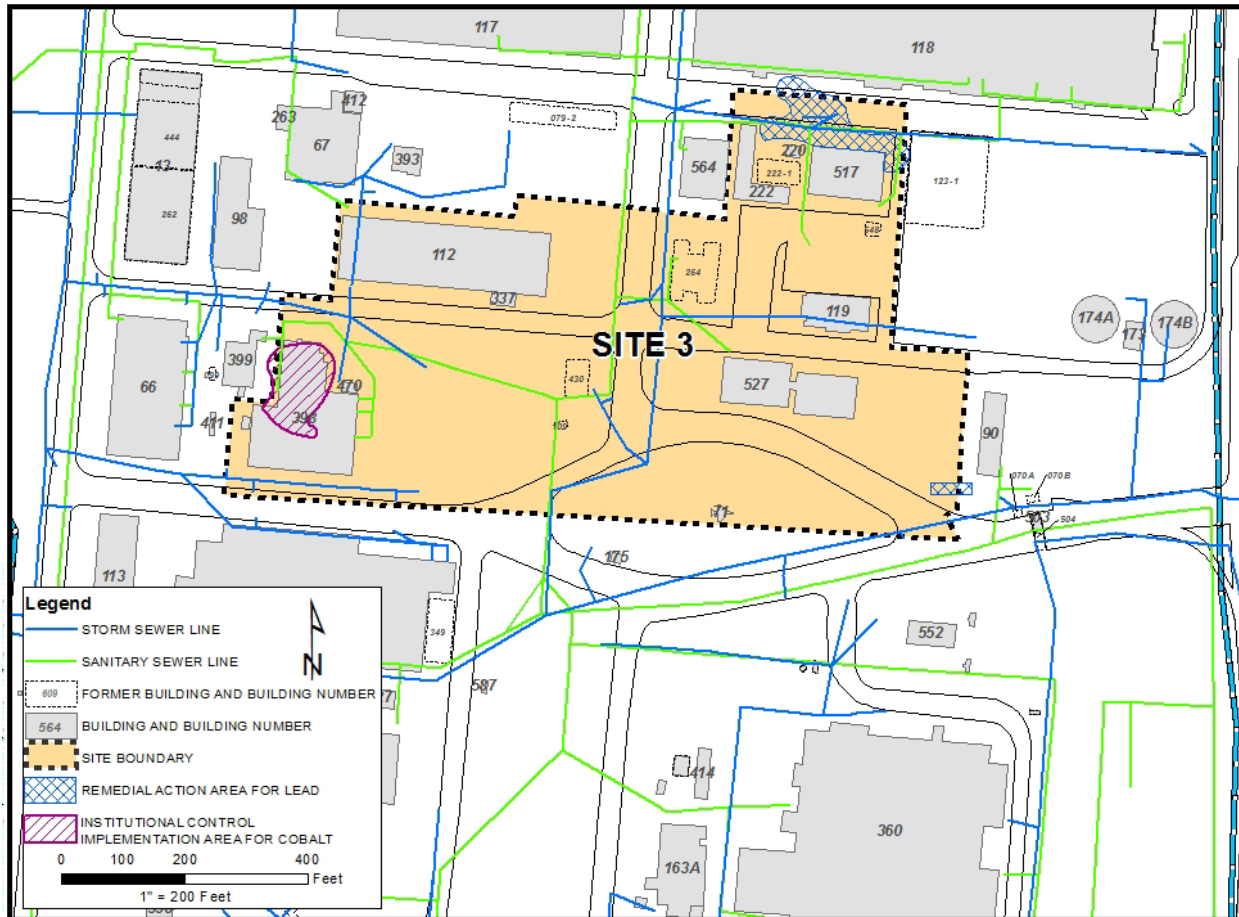 117
118
412
263
67
079-2
444
13
393
564
220
222-1
517
222
123-1
262
98
112
264
337
119
174A
173
174B
SITE 3
399
66
470
430
527
398
411
90
71
070A
070B
503
504
175
113
552
349
587
414
360
163A
Legend
STORM SEWER LINE
SANITARY SEWER LINE
609 FORMER BUILDING AND BUILDING NUMBER
564 BUILDING AND BUILDING NUMBER
SITE BOUNDARY
REMEDIAL ACTION AREA FOR LEAD
INSTITUTIONAL CONTROL
IMPLEMENTATION AREA FOR COBALT
N
0 100 200 400
Feet
1" = 200 Feet